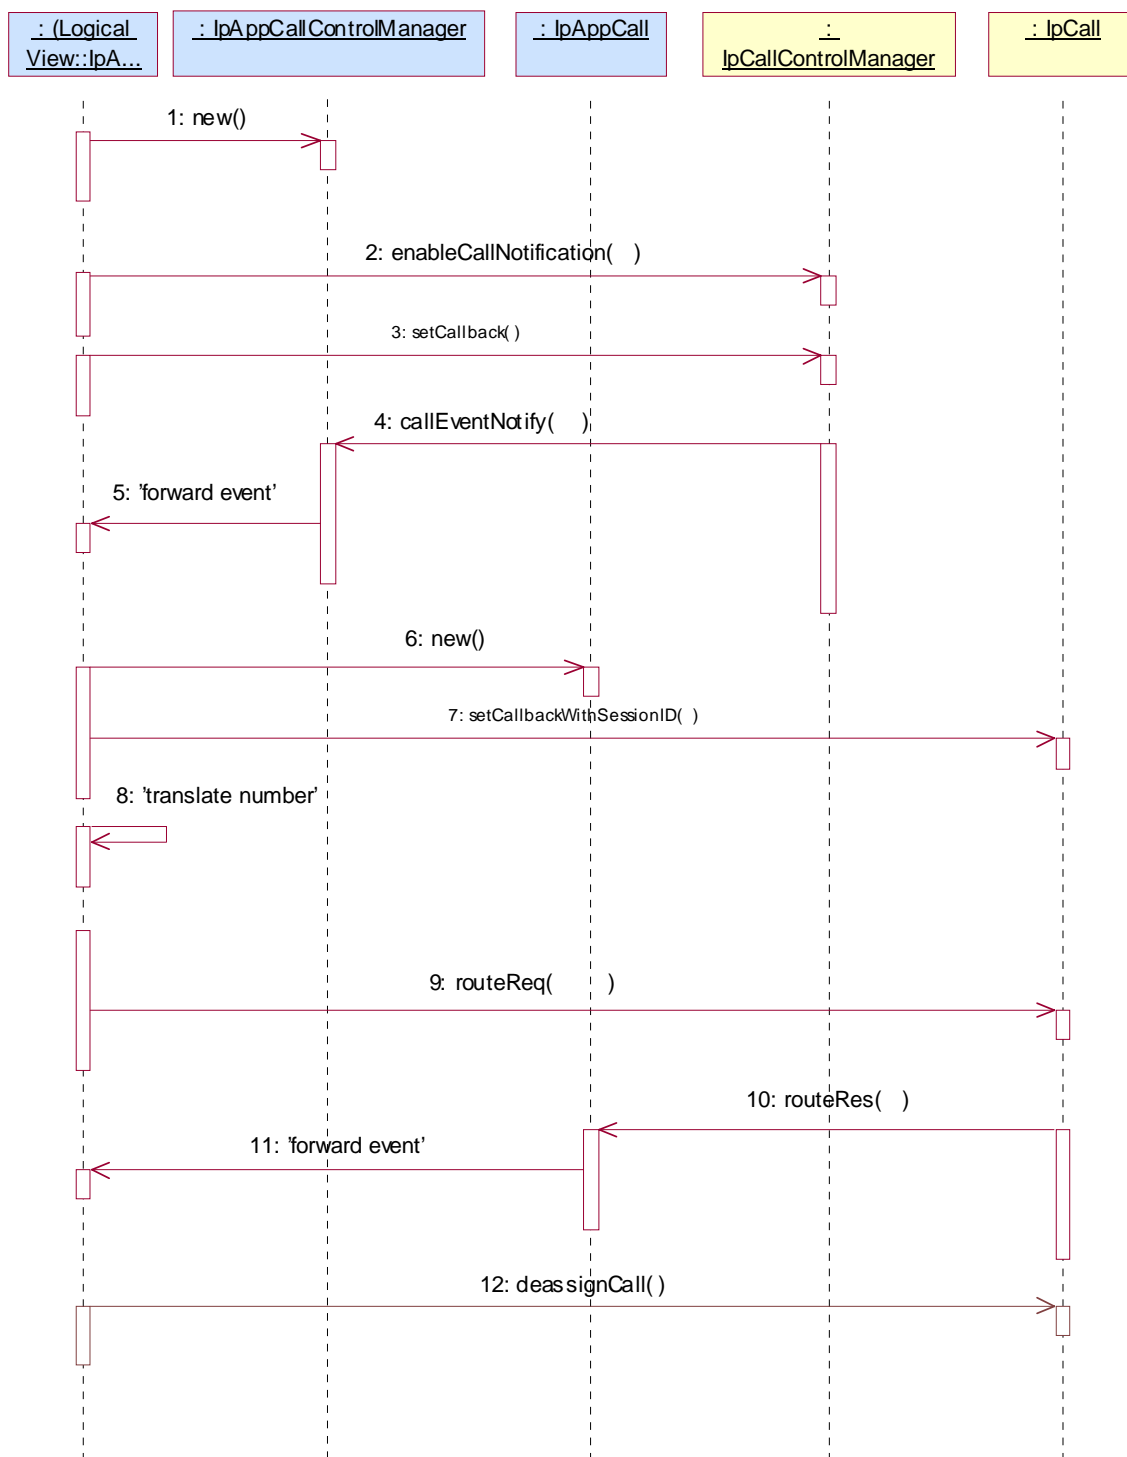 : (Logical
View::IpA...
: IpAppCallControlManager
: IpAppCall
:
IpCallControlManager
: IpCall
1: new()
2: enableCallNotification( )
3: setCallback( )
4: callEventNotify( )
5: 'forward event'
6: new()
7: setCallbackWithSessionID( )
8: 'translate number'
9: routeReq( )
10: routeRes( )
11: 'forward event'
12: deassignCall( )